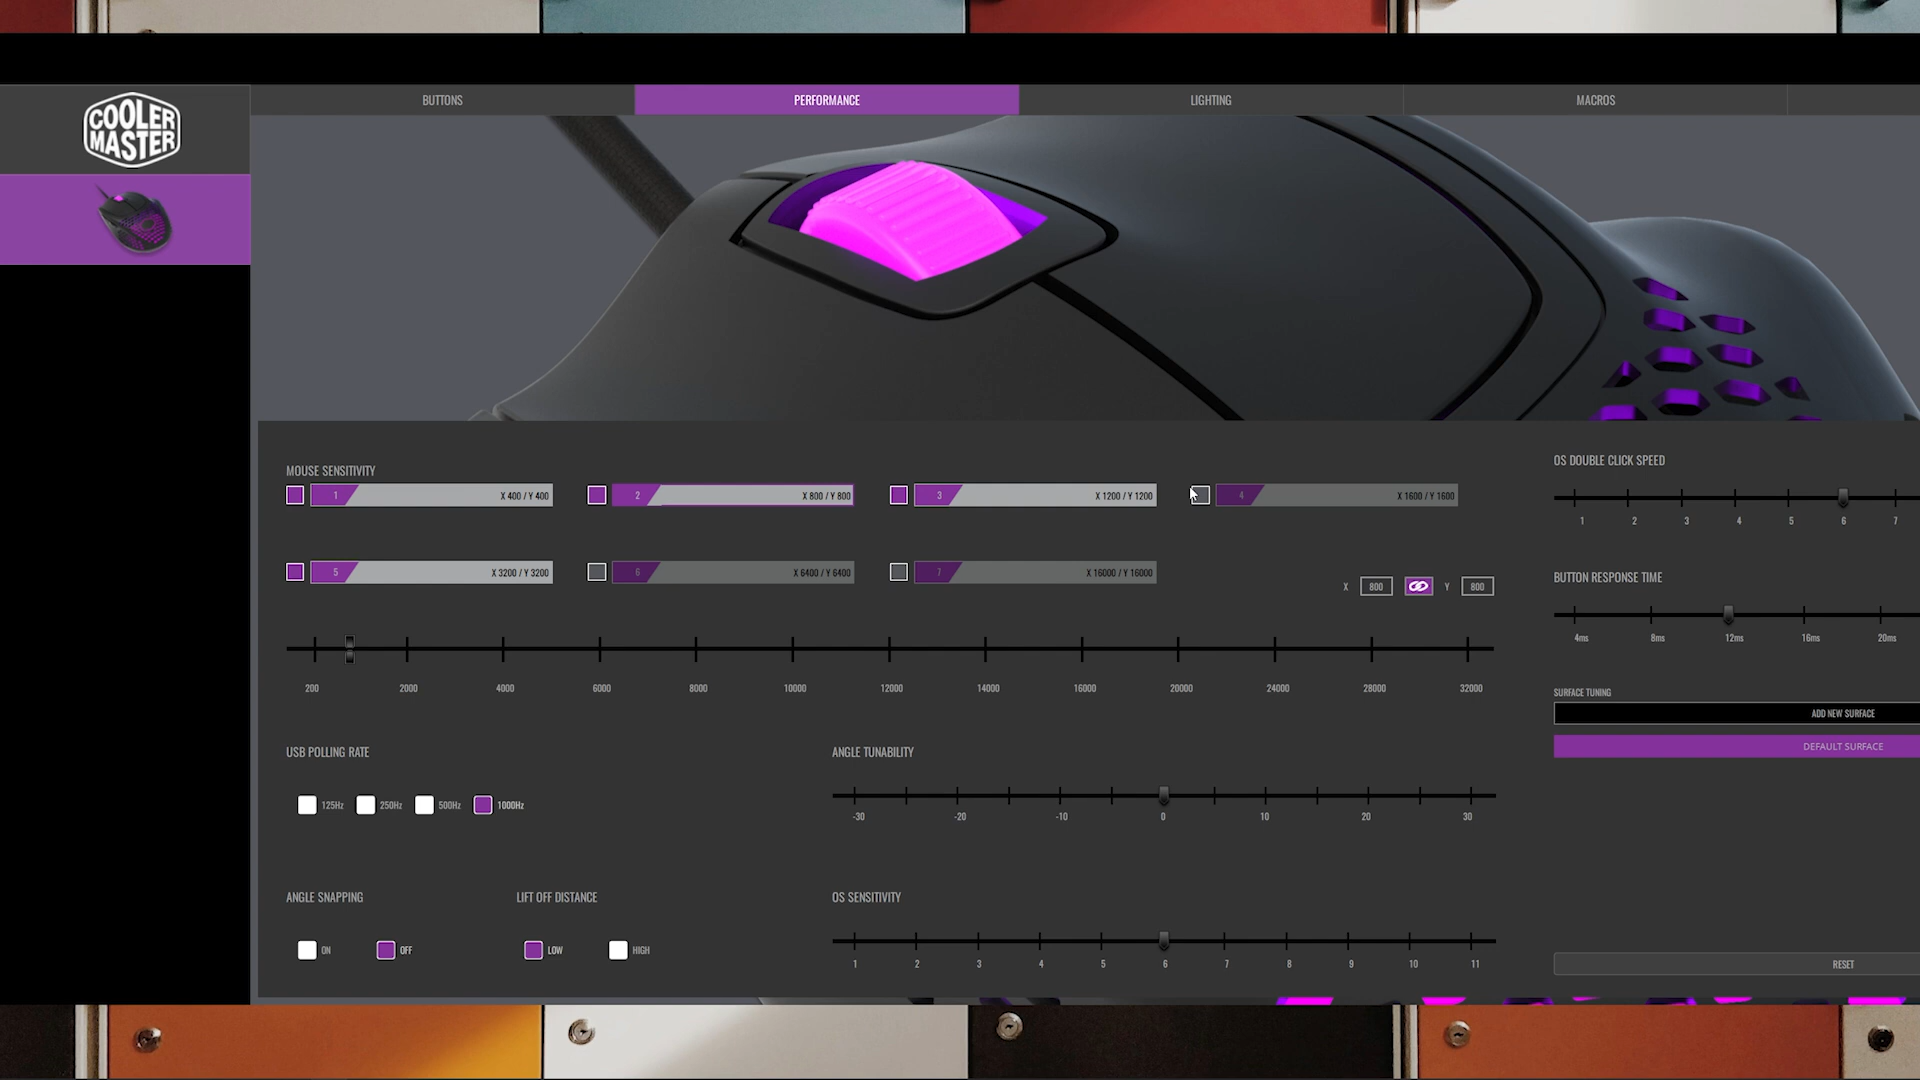 COOLER
MASTER
BUTTONS
PERFORMANCE
LIGHTING
MACROS
MOUSE SENSITIVITY
1 X 400 / Y 400
2 X 800 / Y 800
3 X 1200 / Y 1200
4 X 1600 / Y 1600
5 X 3200 / Y 3200
6 X 6400 / Y 6400
7 X 16000 / Y 16000
X 800 Y 800
200 2000 4000 6000 8000 10000 12000 14000 16000 20000 24000 28000 32000
USB POLLING RATE
125Hz 250Hz 500Hz 1000Hz
ANGLE TUNABILITY
-30 -20 -10 0 10 20 30
ANGLE SNAPPING
ON OFF
LIFT OFF DISTANCE
LOW HIGH
OS SENSITIVITY
1 2 3 4 5 6 7 8 9 10 11
OS DOUBLE CLICK SPEED
1 2 3 4 5 6 7
BUTTON RESPONSE TIME
4ms 8ms 12ms 16ms 20ms
SURFACE TUNING
ADD NEW SURFACE
DEFAULT SURFACE
RESET